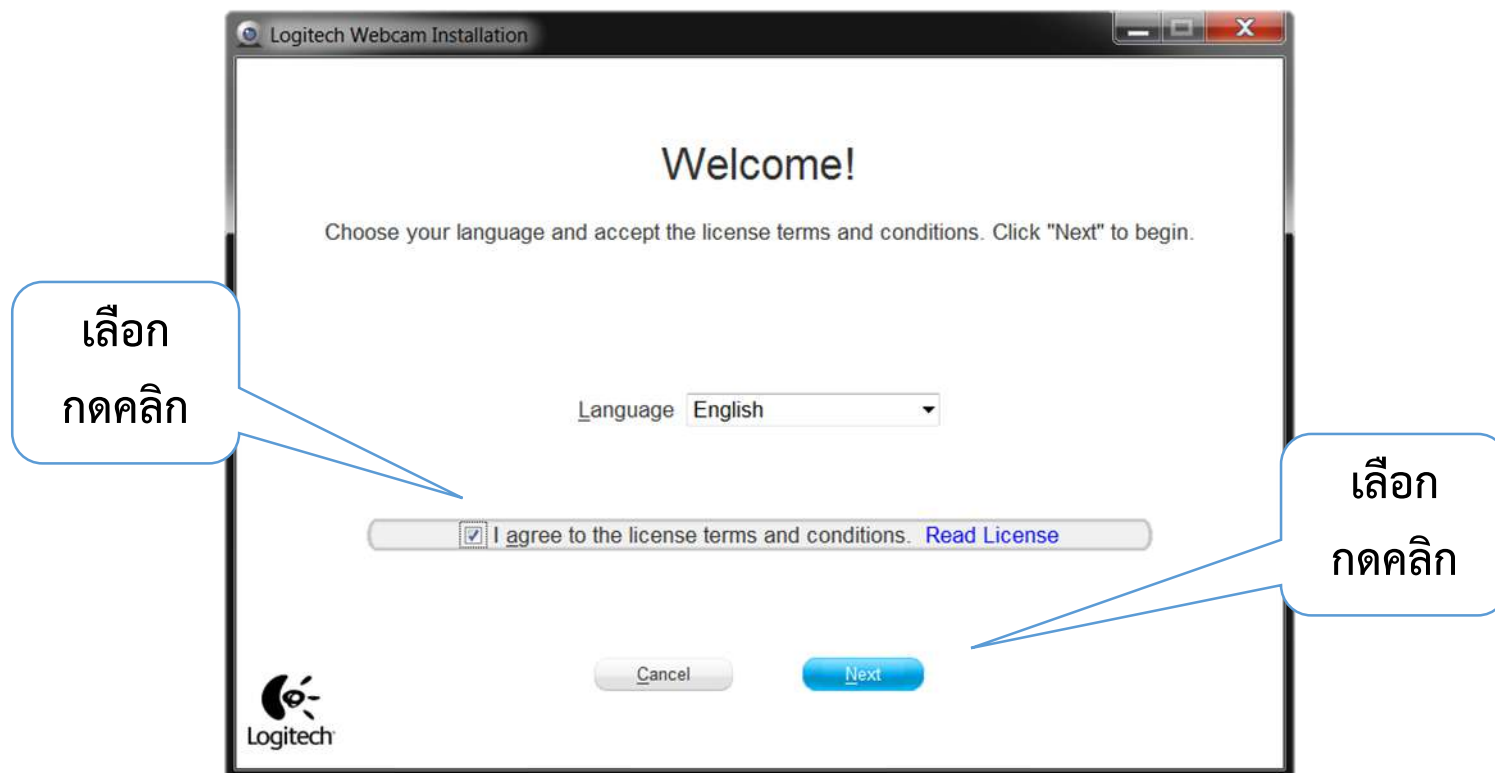 Logitech Webcam Installation
Welcome!
Choose your language and accept the license terms and conditions. Click "Next" to begin.
เลือก
กดคลิก
Language English
เลือก
กดคลิก
I agree to the license terms and conditions. Read License
Cancel Next
Logitech